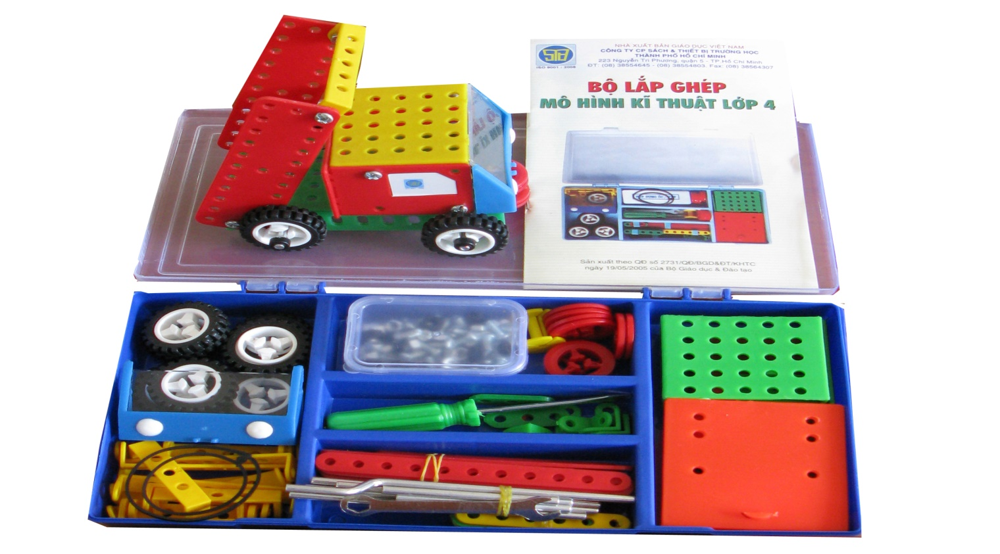 STB
ISO 9001 : 2008
NHÀ XUẤT BẢN GIÁO DỤC VIỆT NAM
CÔNG TY CP SÁCH & THIẾT BỊ TRƯỜNG HỌC
THÀNH PHỐ HỒ CHÍ MINH
223 Nguyễn Tri Phương, quận 5 - TP Hồ Chí Minh
ĐT: (08) 38554645 - (08) 38554803. Fax: (08) 38564307
BỘ LẮP GHÉP
MÔ HÌNH KĨ THUẬT LỚP 4
Sản xuất theo QĐ số 2731/QĐ/BGD&ĐT/KHTC
ngày 19/05/2005 của Bộ Giáo dục & Đào tạo